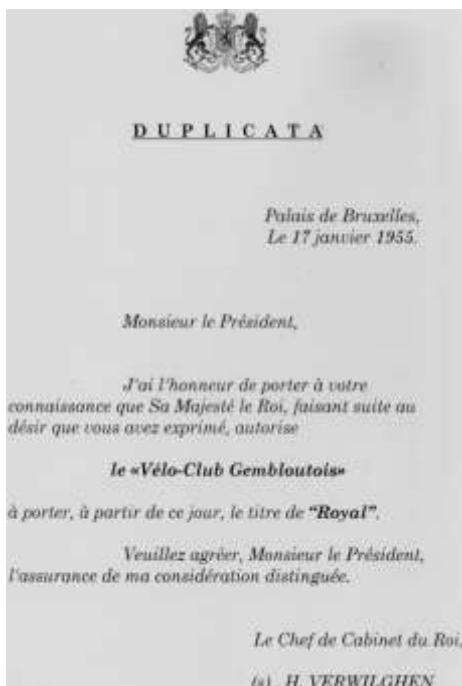 DUPLICATA
Palais de Bruxelles,
Le 17 janvier 1955.
Monsieur le Président,
J'ai l'honneur de porter à votre
connaissance que Sa Majesté le Roi, faisant suite au
désir que vous avez exprimé, autorise
le «Vélo-Club Gembloutois»
à porter, à partir de ce jour, le titre de “Royal”.
Veuillez agréer, Monsieur le Président,
l'assurance de ma considération distinguée.
Le Chef de Cabinet du Roi,
(s) H. VERWILGHEN